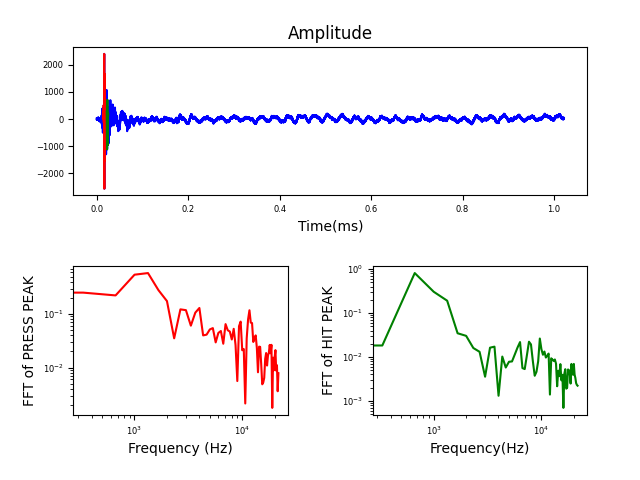 Amplitude
2000
1000
0
−1000
−2000
0.0 0.2 0.4 0.6 0.8 1.0
Time(ms)
FFT of PRESS PEAK
10⁻¹
10⁻²
10³ 10⁴
Frequency (Hz)
FFT of HIT PEAK
10⁰
10⁻¹
10⁻²
10⁻³
10³ 10⁴
Frequency(Hz)